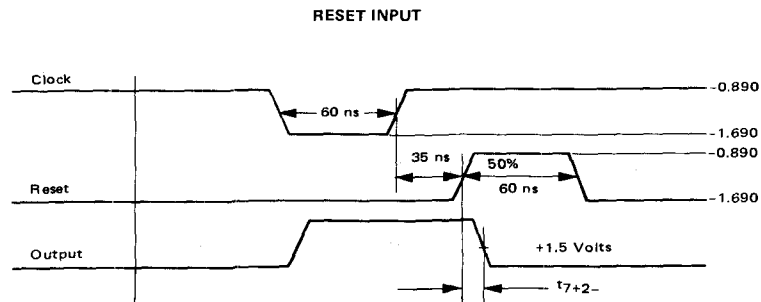 RESET INPUT
Clock
60 ns
-0.890
-1.690
-0.890
35 ns
50%
60 ns
Reset
-1.690
Output
+1.5 Volts
t7+2-